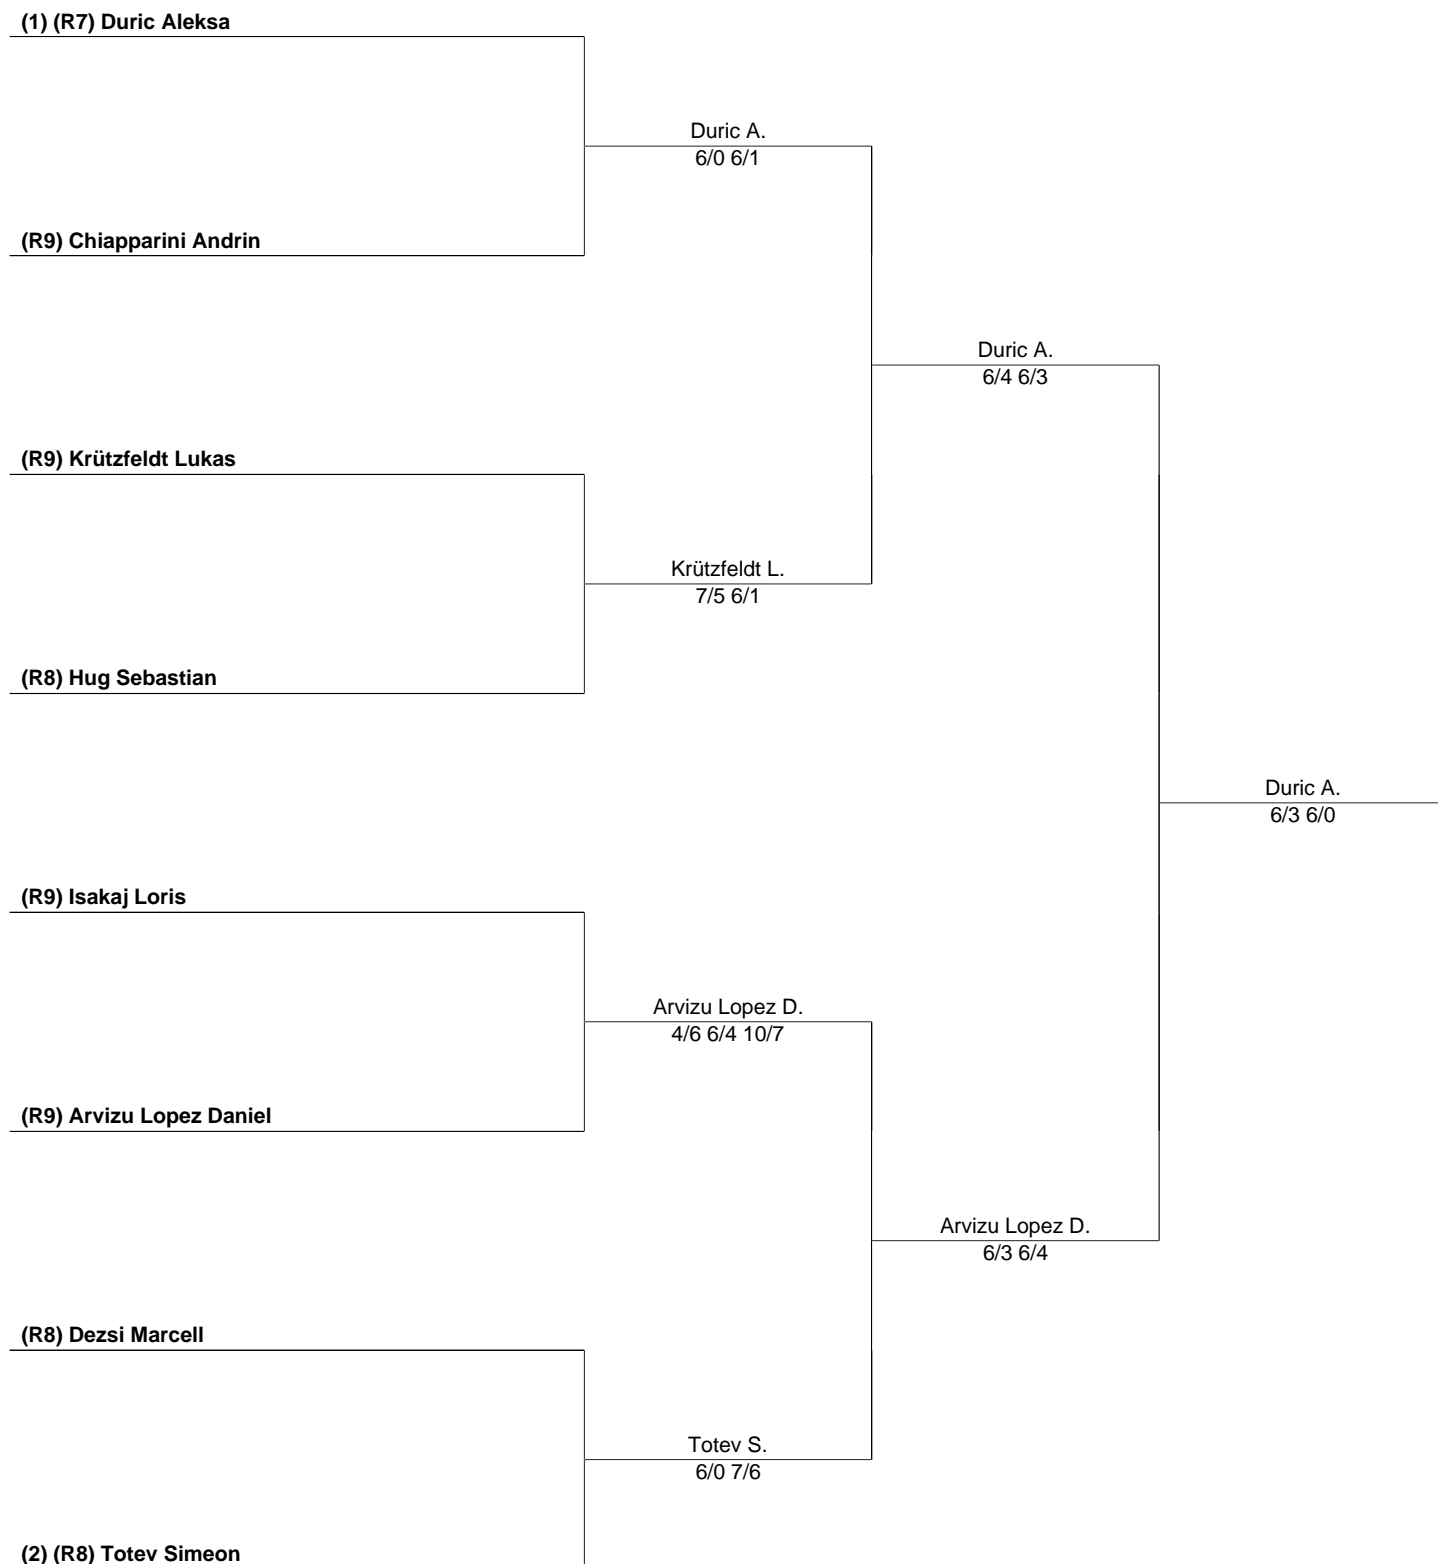 (1) (R7) Duric Aleksa
Duric A.
6/0 6/1
(R9) Chiapparini Andrin
Duric A.
6/4 6/3
(R9) Krützfeldt Lukas
Krützfeldt L.
7/5 6/1
(R8) Hug Sebastian
Duric A.
6/3 6/0
(R9) Isakaj Loris
Arvizu Lopez D.
4/6 6/4 10/7
(R9) Arvizu Lopez Daniel
Arvizu Lopez D.
6/3 6/4
(R8) Dezsi Marcell
Totev S.
6/0 7/6
(2) (R8) Totev Simeon